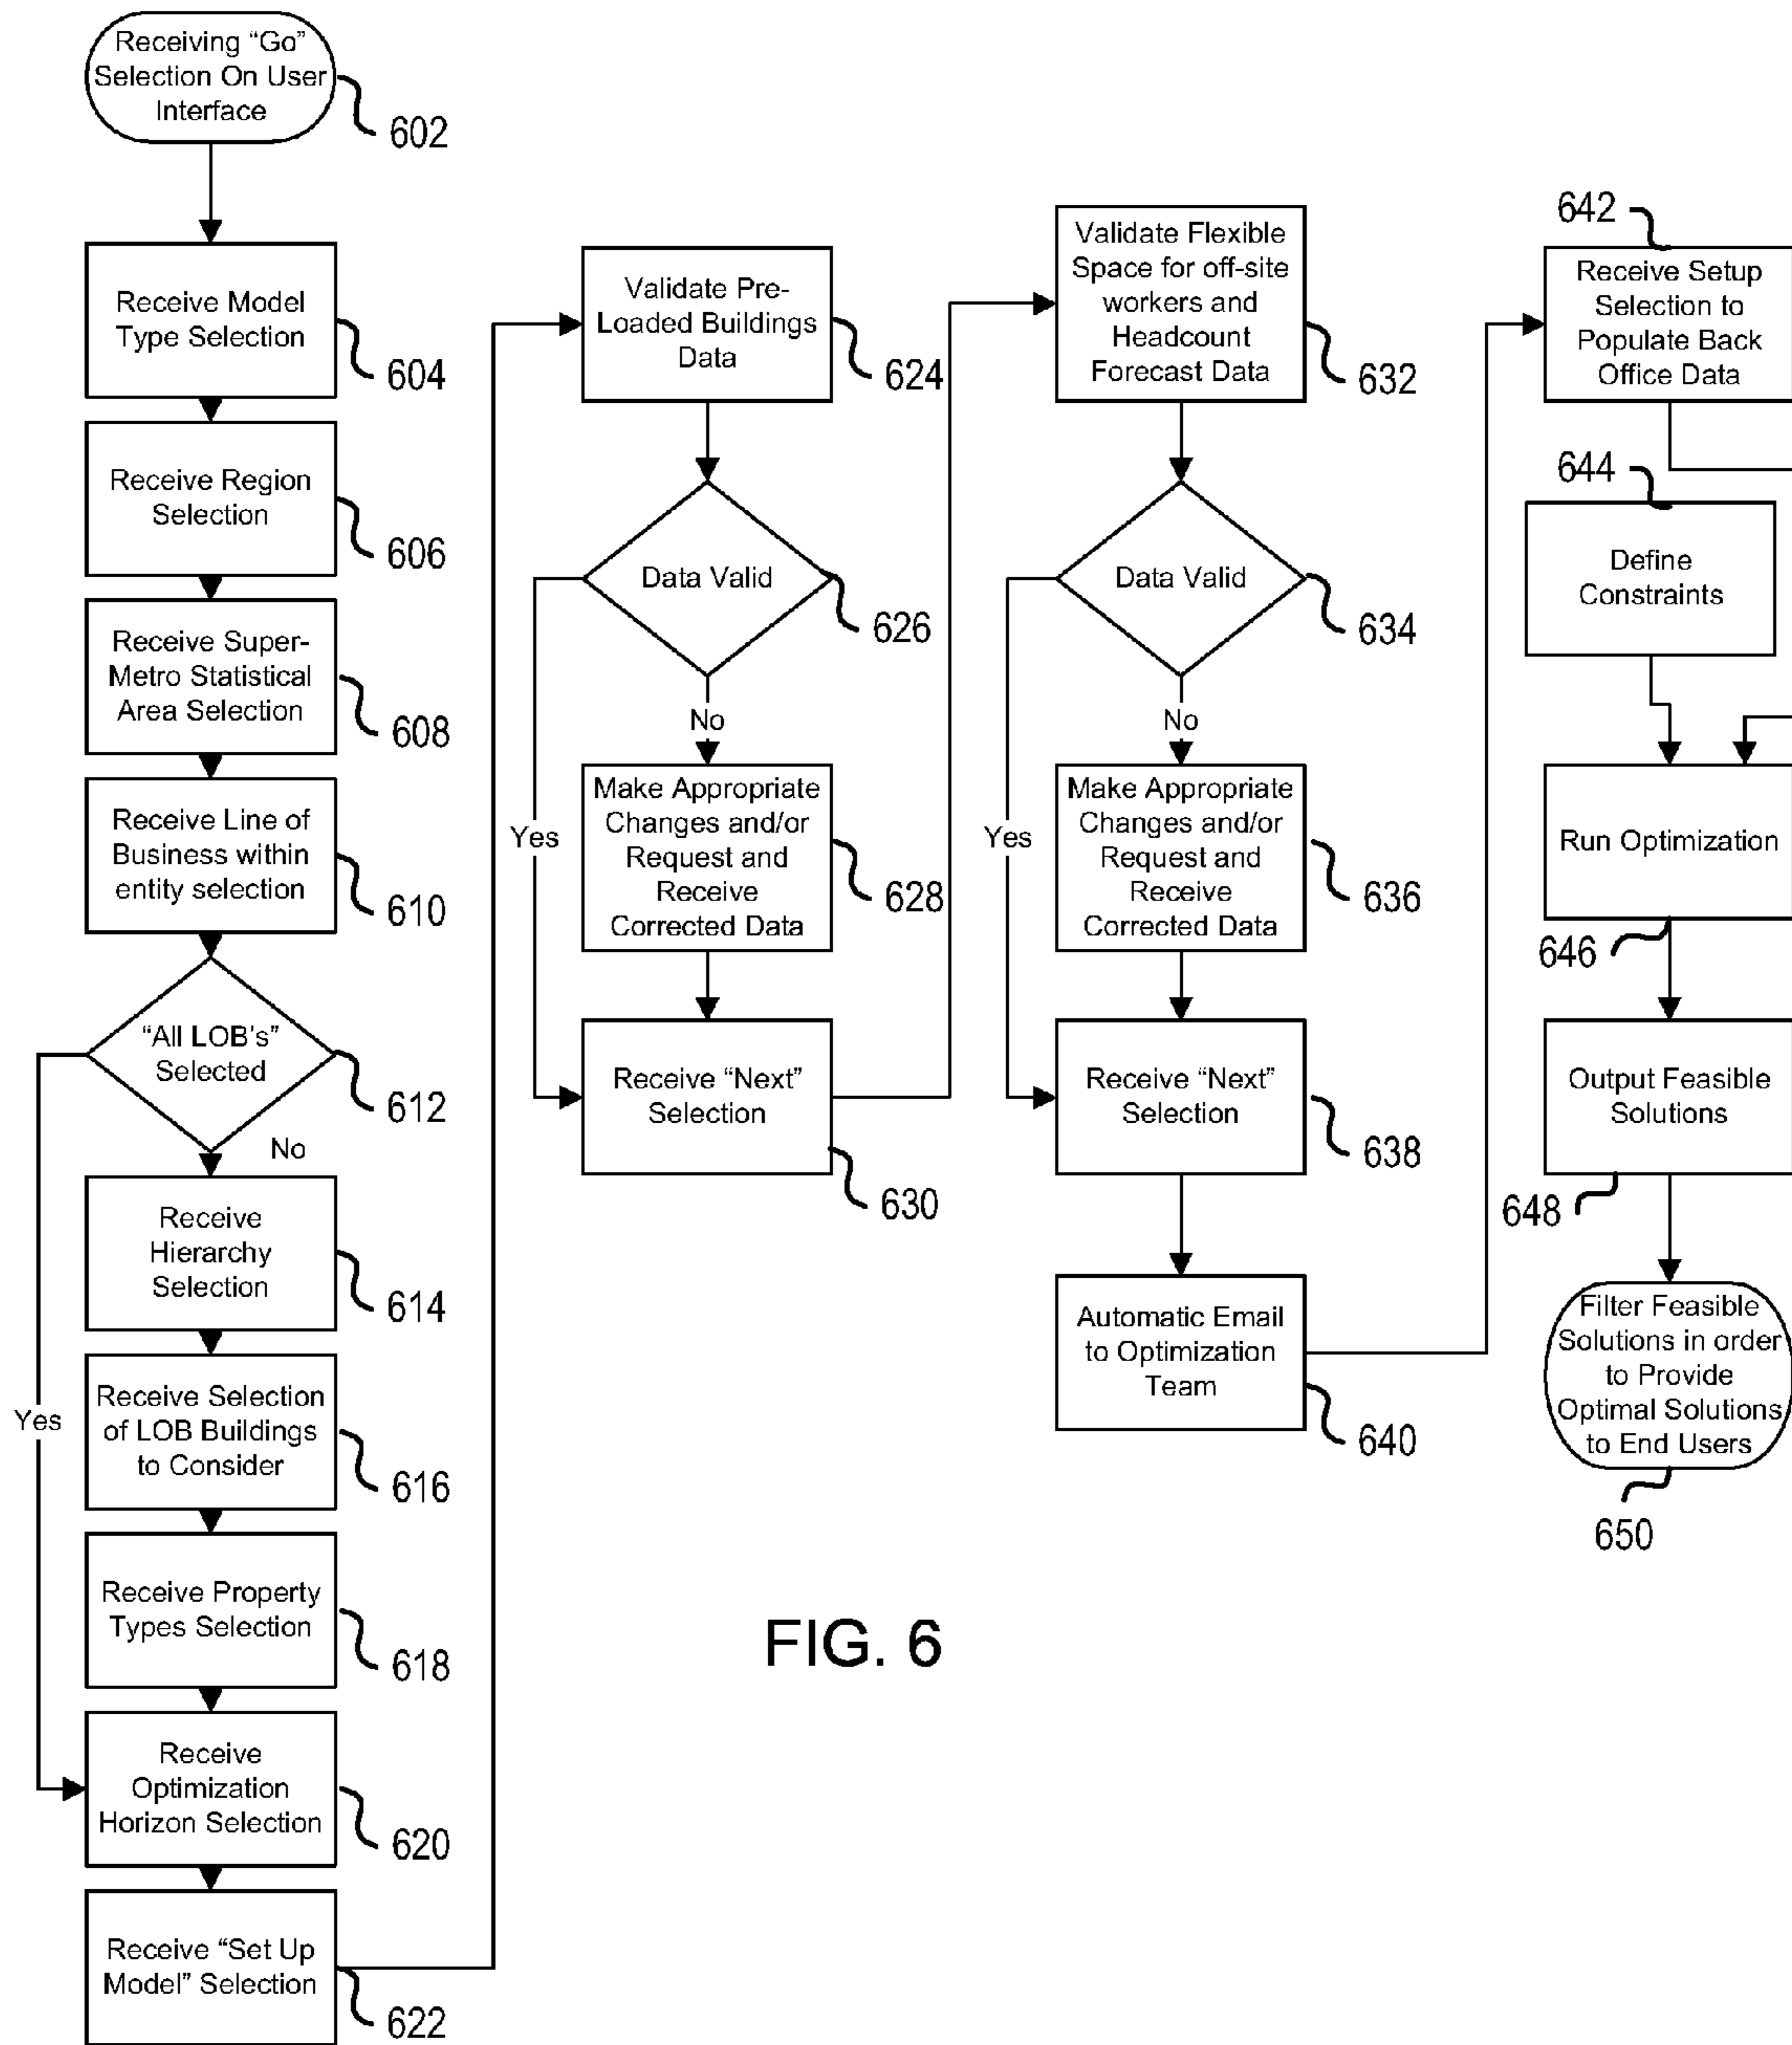 Receiving “Go”
Selection On User
Interface
602
Receive Model
Type Selection
604
Receive Region
Selection
606
Receive Super-
Metro Statistical
Area Selection
608
Receive Line of
Business within
entity selection
610
“All LOB’s”
Selected
612
No
Yes
Receive
Hierarchy
Selection
614
Receive Selection
of LOB Buildings
to Consider
616
Receive Property
Types Selection
618
Receive
Optimization
Horizon Selection
620
Receive “Set Up
Model” Selection
622
Validate Pre-
Loaded Buildings
Data
624
Data Valid
626
No
Yes
Make Appropriate
Changes and/or
Request and
Receive
Corrected Data
628
Receive “Next”
Selection
630
Validate Flexible
Space for off-site
workers and
Headcount
Forecast Data
632
Data Valid
634
No
Yes
Make Appropriate
Changes and/or
Request and
Receive
Corrected Data
636
Receive “Next”
Selection
638
Automatic Email
to Optimization
Team
640
642
Receive Setup
Selection to
Populate Back
Office Data
644
Define
Constraints
Run Optimization
646
Output Feasible
Solutions
648
Filter Feasible
Solutions in order
to Provide
Optimal Solutions
to End Users
650
FIG. 6